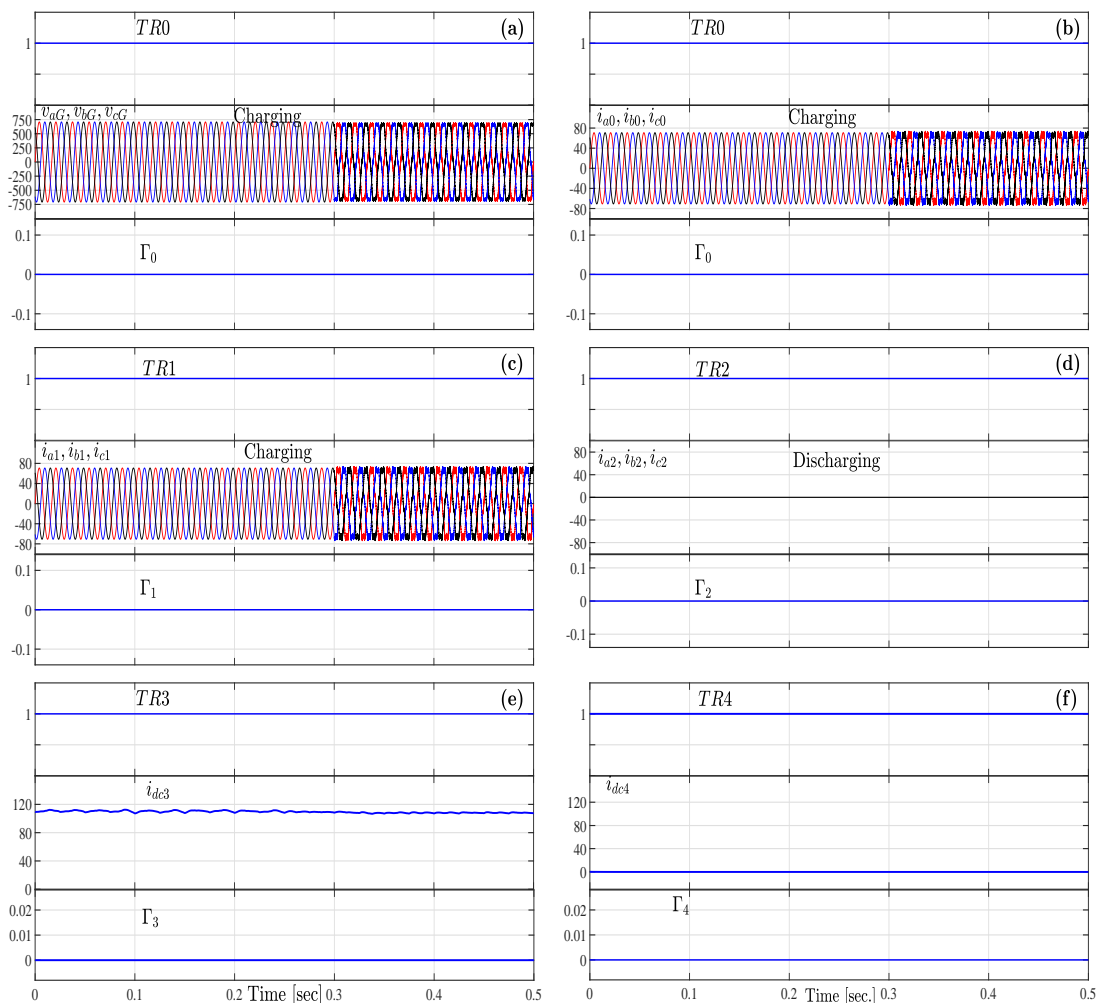 TR0 (a)
1
v_aG, v_bG, v_cG Charging
750
500
250
0
-250
-500
-750
0.1
Γ_0
0
-0.1
TR0 (b)
1
i_a0, i_b0, i_c0 Charging
80
40
0
-40
-80
0.1
Γ_0
0
-0.1
TR1 (c)
1
i_a1, i_b1, i_c1 Charging
80
40
0
-40
-80
0.1
Γ_1
0
-0.1
TR2 (d)
1
80
i_a2, i_b2, i_c2 Discharging
40
0
-40
-80
0.1
Γ_2
0
-0.1
TR3 (e)
1
i_dc3
120
80
40
0
0.02
Γ_3
0.01
0
0 0.1 0.2 Time [sec] 0.3 0.4 0.5
TR4 (f)
1
i_dc4
120
80
40
0
Γ_4
0.02
0.01
0
0 0.1 0.2 Time [sec.] 0.3 0.4 0.5